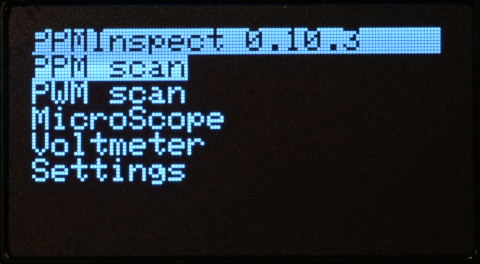 PPMInspect 0.10.3
PPM scan
PWM scan
MicroScope
Voltmeter
Settings